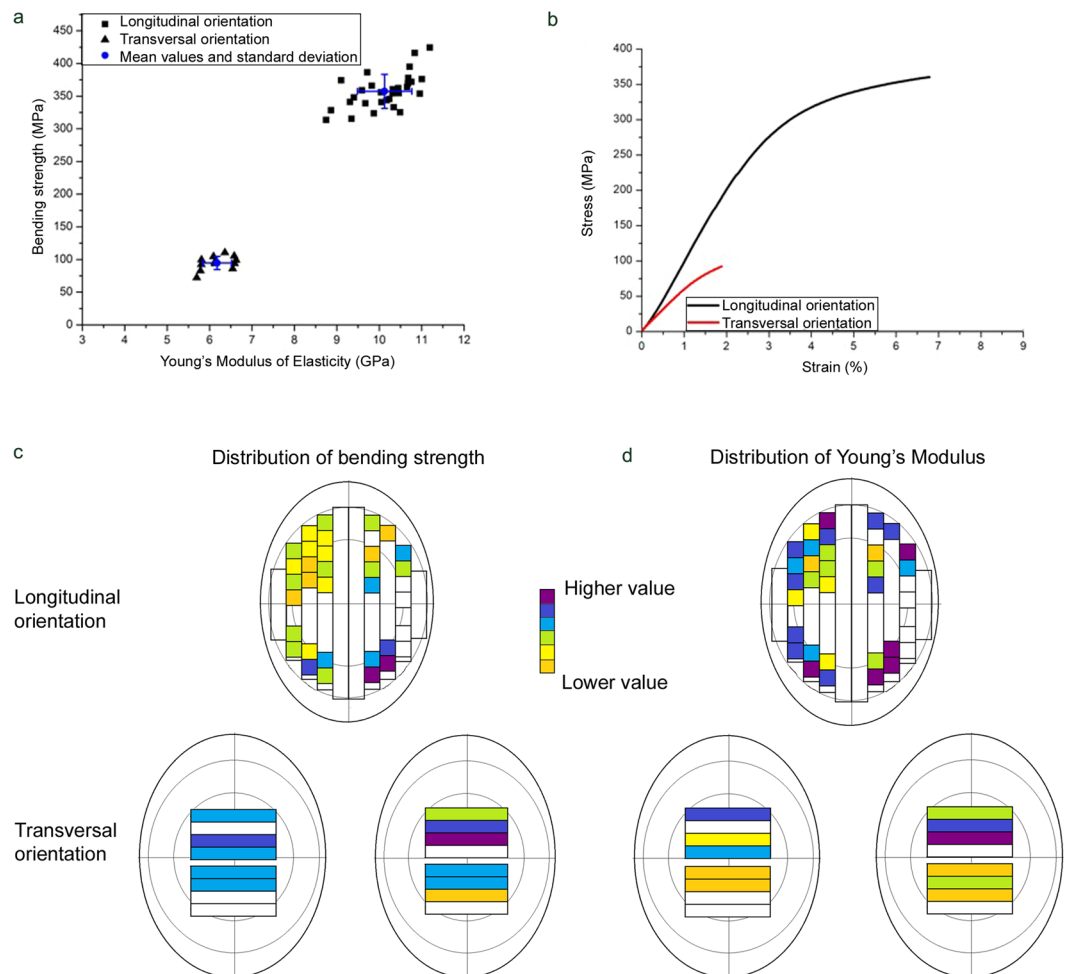 a
450
400
350
300
250
200
150
100
50
0
Bending strength (MPa)
Longitudinal orientation
Transversal orientation
Mean values and standard deviation
3 4 5 6 7 8 9 10 11 12
Young's Modulus of Elasticity (GPa)
b
400
350
300
250
200
150
100
50
0
Stress (MPa)
Longitudinal orientation
Transversal orientation
0 1 2 3 4 5 6 7 8 9
Strain (%)
c
Distribution of bending strength
d
Distribution of Young's Modulus
Longitudinal
orientation
Higher value
Lower value
Transversal
orientation